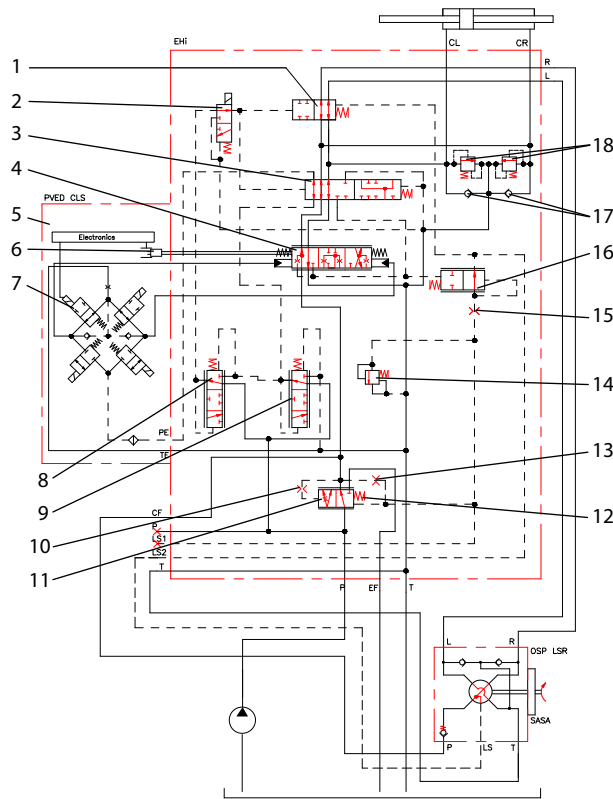 CL CR
EHi
R
L
1
2
3
4
5
6
7
8
9
10
11
12
13
14
15
16
17
18
PVED CLS
Electronics
PE
TE
CF
P
LS1
LS2
T
P EF T
L R
OSP LSR
SASA
P LS T